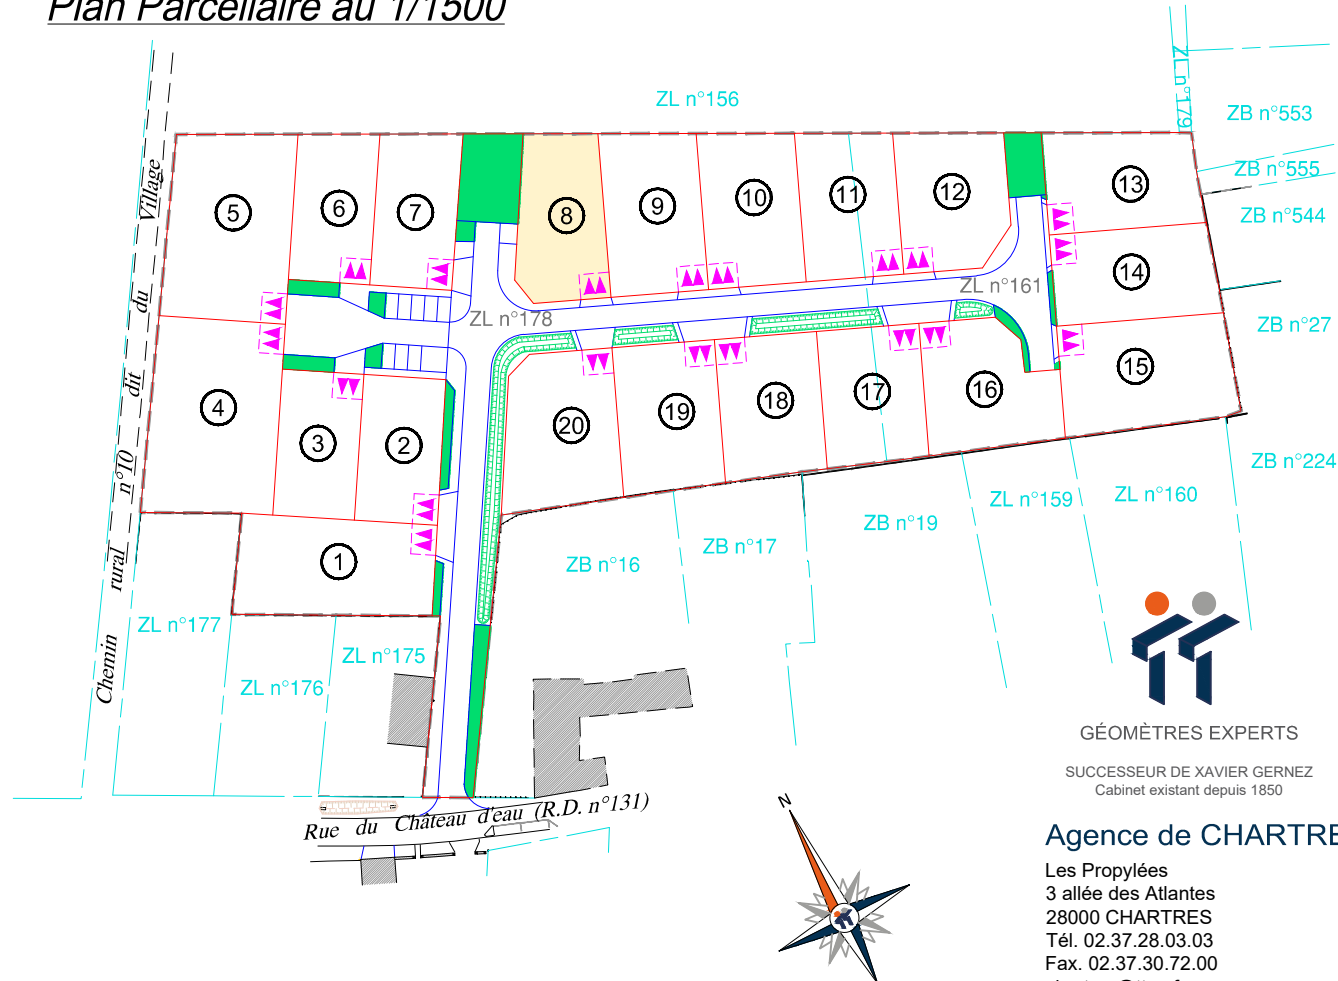 Plan Parcellaire au 1/1500
ZL n°156
ZL n°179
ZB n°553
ZB n°555
ZB n°544
ZB n°27
ZB n°224
Chemin rural n°10 dit du Village
5
6
7
8
9
10
11
12
13
14
15
ZL n°178
ZL n°161
4
3
2
20
19
18
17
16
1
ZB n°16
ZB n°17
ZB n°19
ZL n°159
ZL n°160
ZL n°177
ZL n°176
ZL n°175
Rue du Château d'eau (R.D. n°131)
N
GÉOMÈTRES EXPERTS
SUCCESSEUR DE XAVIER GERNEZ
Cabinet existant depuis 1850
Agence de CHARTRE
Les Propylées
3 allée des Atlantes
28000 CHARTRES
Tél. 02.37.28.03.03
Fax. 02.37.30.72.00